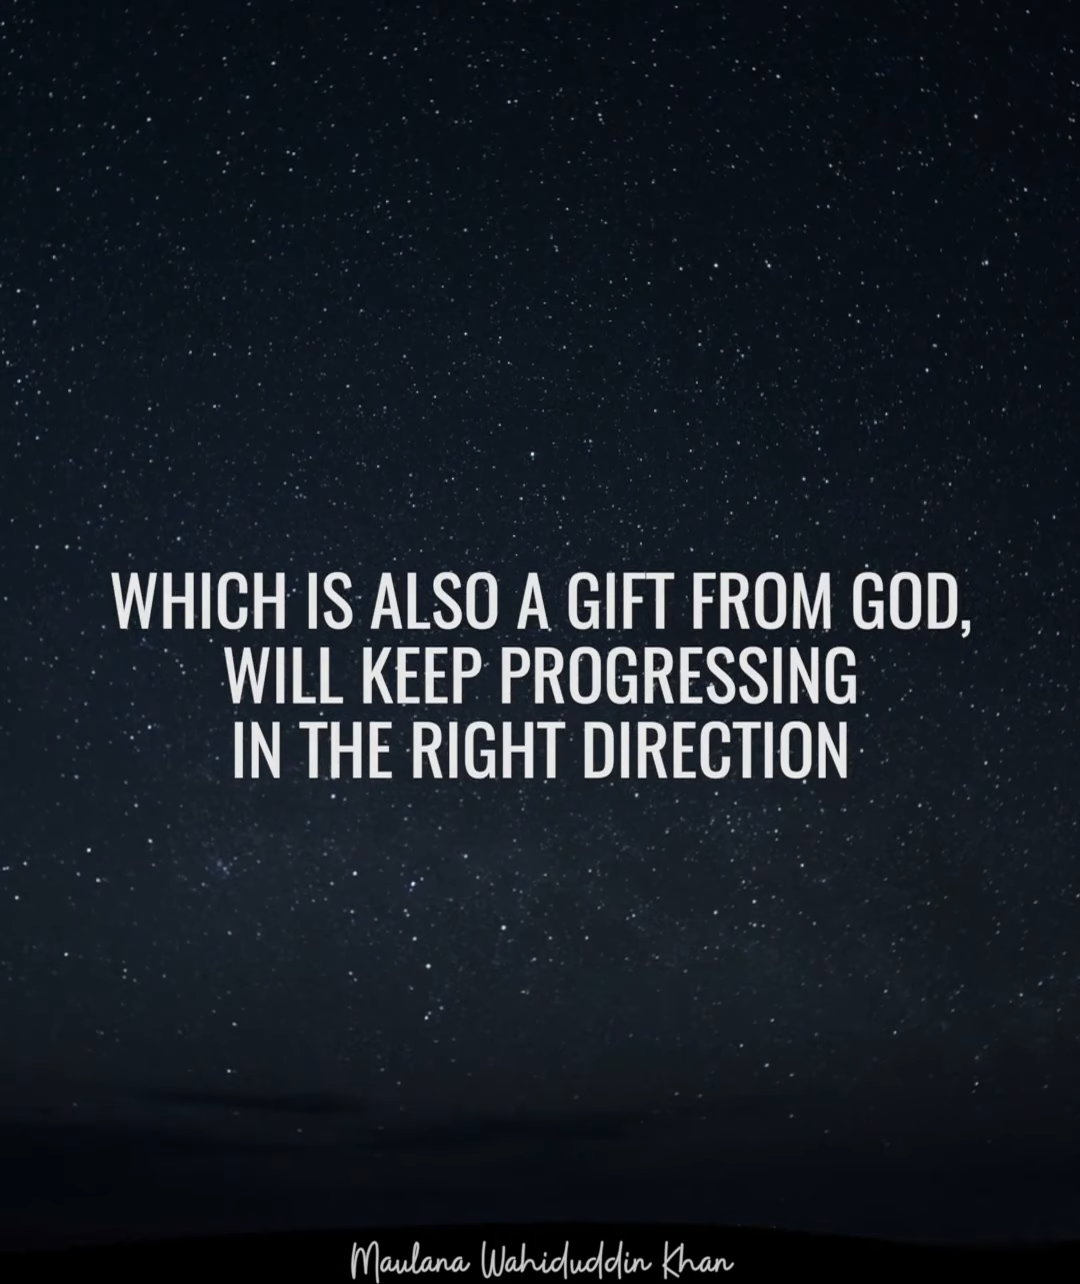 WHICH IS ALSO A GIFT FROM GOD,
WILL KEEP PROGRESSING
IN THE RIGHT DIRECTION
Maulana Wahiduddin Khan